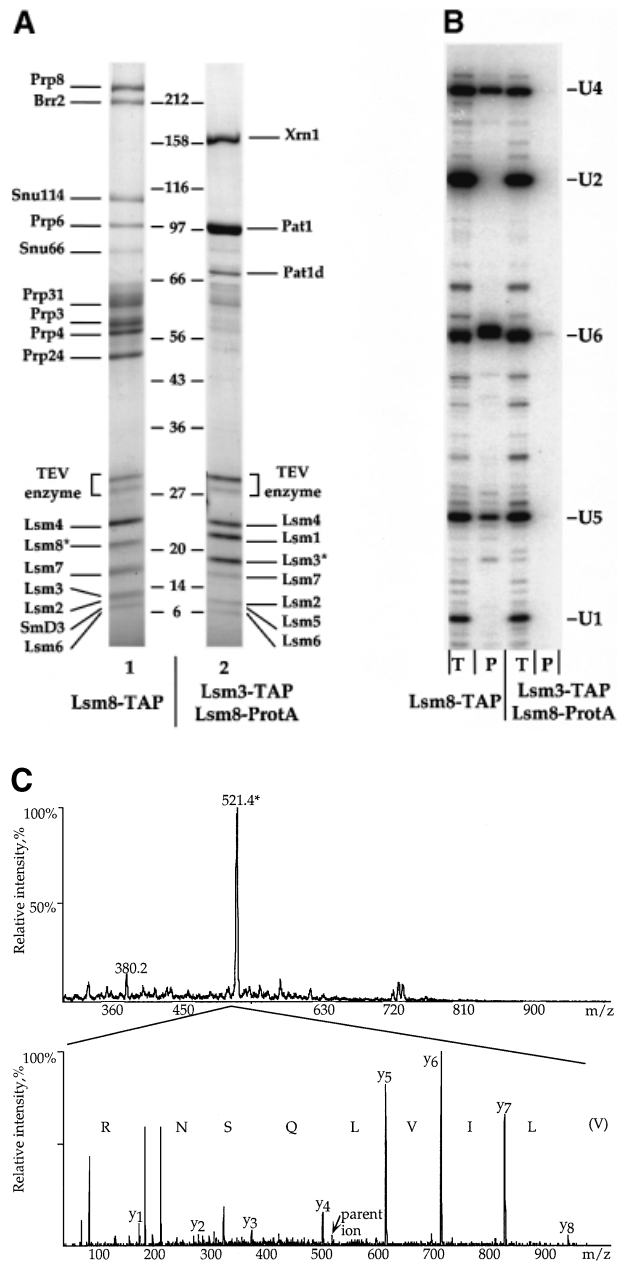 A
Prp8
Brr2
Snu114
Prp6
Snu66
Prp31
Prp3
Prp4
Prp24
TEV
enzyme
Lsm4
Lsm8*
Lsm7
Lsm3
Lsm2
SmD3
Lsm6
212
158
116
97
66
56
43
36
27
20
14
6
Xrn1
Pat1
Pat1d
TEV
enzyme
Lsm4
Lsm1
Lsm3*
Lsm7
Lsm2
Lsm5
Lsm6
1
2
Lsm8-TAP
Lsm3-TAP
Lsm8-ProtA
B
U4
U2
U6
U5
U1
T P T P
Lsm8-TAP
Lsm3-TAP
Lsm8-ProtA
C
Relative intensity,%
100%
50%
521.4*
380.2
360 450 630 720 810 900 m/z
Relative intensity,%
100%
R N S Q L V I L (V)
y1 y2 y3 y4 y5 y6 y7 y8
parent
ion
100 200 300 400 500 600 700 800 900 m/z